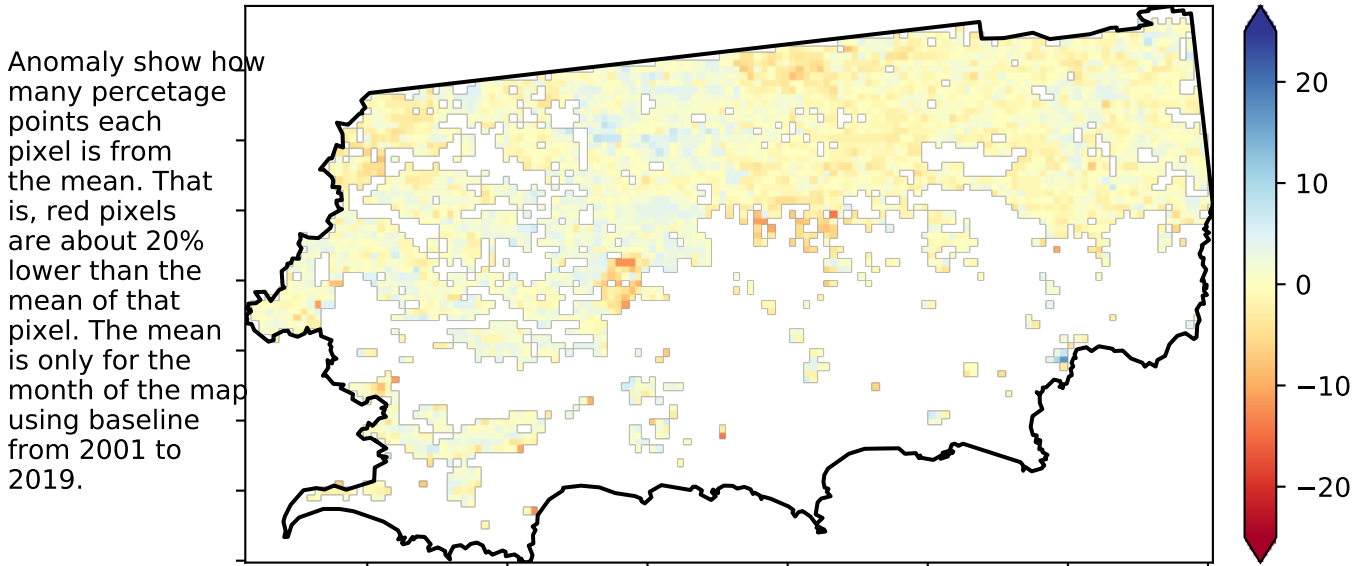 Anomaly show how
many percetage
points each
pixel is from
the mean. That
is, red pixels
are about 20%
lower than the
mean of that
pixel. The mean
is only for the
month of the map
using baseline
from 2001 to
2019.
20
10
0
−10
−20